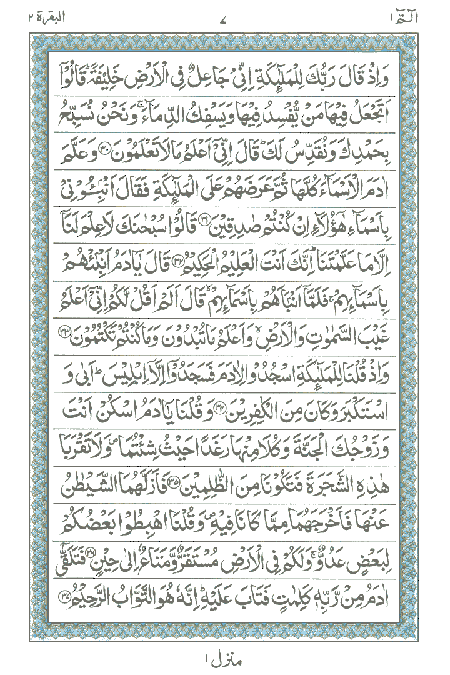 الٓمّٓ ١ ٧ البقرة ٢
وَاِذْ قَالَ رَبُّكَ لِلْمَلٰٓئِكَةِ اِنِّیْ جَاعِلٌ فِی الْاَرْضِ خَلِیْفَةً ؕ قَالُوْۤا
اَتَجْعَلُ فِیْهَا مَنْ یُّفْسِدُ فِیْهَا وَیَسْفِكُ الدِّمَآءَ ۚ وَنَحْنُ نُسَبِّحُ
بِحَمْدِكَ وَنُقَدِّسُ لَكَ ؕ قَالَ اِنِّیْۤ اَعْلَمُ مَا لَا تَعْلَمُوْنَ ﴿٣٠﴾ وَعَلَّمَ
اٰدَمَ الْاَسْمَآءَ كُلَّهَا ثُمَّ عَرَضَهُمْ عَلَی الْمَلٰٓئِكَةِ فَقَالَ اَنْۢبِـُٔوْنِیْ
بِاَسْمَآءِ هٰۤؤُلَآءِ اِنْ كُنْتُمْ صٰدِقِیْنَ ﴿٣١﴾ قَالُوْا سُبْحٰنَكَ لَا عِلْمَ لَنَاۤ
اِلَّا مَا عَلَّمْتَنَا ؕ اِنَّكَ اَنْتَ الْعَلِیْمُ الْحَكِیْمُ ﴿٣٢﴾ قَالَ یٰۤاٰدَمُ اَنْۢبِئْهُمْ
بِاَسْمَآئِهِمْ ۚ فَلَمَّاۤ اَنْۢبَاَهُمْ بِاَسْمَآئِهِمْ ۙ قَالَ اَلَمْ اَقُلْ لَّكُمْ اِنِّیْۤ اَعْلَمُ
غَیْبَ السَّمٰوٰتِ وَالْاَرْضِ ۙ وَاَعْلَمُ مَا تُبْدُوْنَ وَمَا كُنْتُمْ تَكْتُمُوْنَ ﴿٣٣﴾
وَاِذْ قُلْنَا لِلْمَلٰٓئِكَةِ اسْجُدُوْا لِاٰدَمَ فَسَجَدُوْۤا اِلَّاۤ اِبْلِیْسَ ؕ اَبٰی وَ
اسْتَكْبَرَ وَكَانَ مِنَ الْكٰفِرِیْنَ ﴿٣٤﴾ وَقُلْنَا یٰۤاٰدَمُ اسْكُنْ اَنْتَ
وَزَوْجُكَ الْجَنَّةَ وَكُلَا مِنْهَا رَغَدًا حَیْثُ شِئْتُمَا ۪ وَلَا تَقْرَبَا
هٰذِهِ الشَّجَرَةَ فَتَكُوْنَا مِنَ الظّٰلِمِیْنَ ﴿٣٥﴾ فَاَزَلَّهُمَا الشَّیْطٰنُ
عَنْهَا فَاَخْرَجَهُمَا مِمَّا كَانَا فِیْهِ ۪ وَقُلْنَا اهْبِطُوْا بَعْضُكُمْ
لِبَعْضٍ عَدُوٌّ ۚ وَلَكُمْ فِی الْاَرْضِ مُسْتَقَرٌّ وَّمَتَاعٌ اِلٰی حِیْنٍ ﴿٣٦﴾ فَتَلَقّٰۤی
اٰدَمُ مِنْ رَّبِّهٖ كَلِمٰتٍ فَتَابَ عَلَیْهِ ؕ اِنَّهٗ هُوَ التَّوَّابُ الرَّحِیْمُ ﴿٣٧﴾
منزل ١